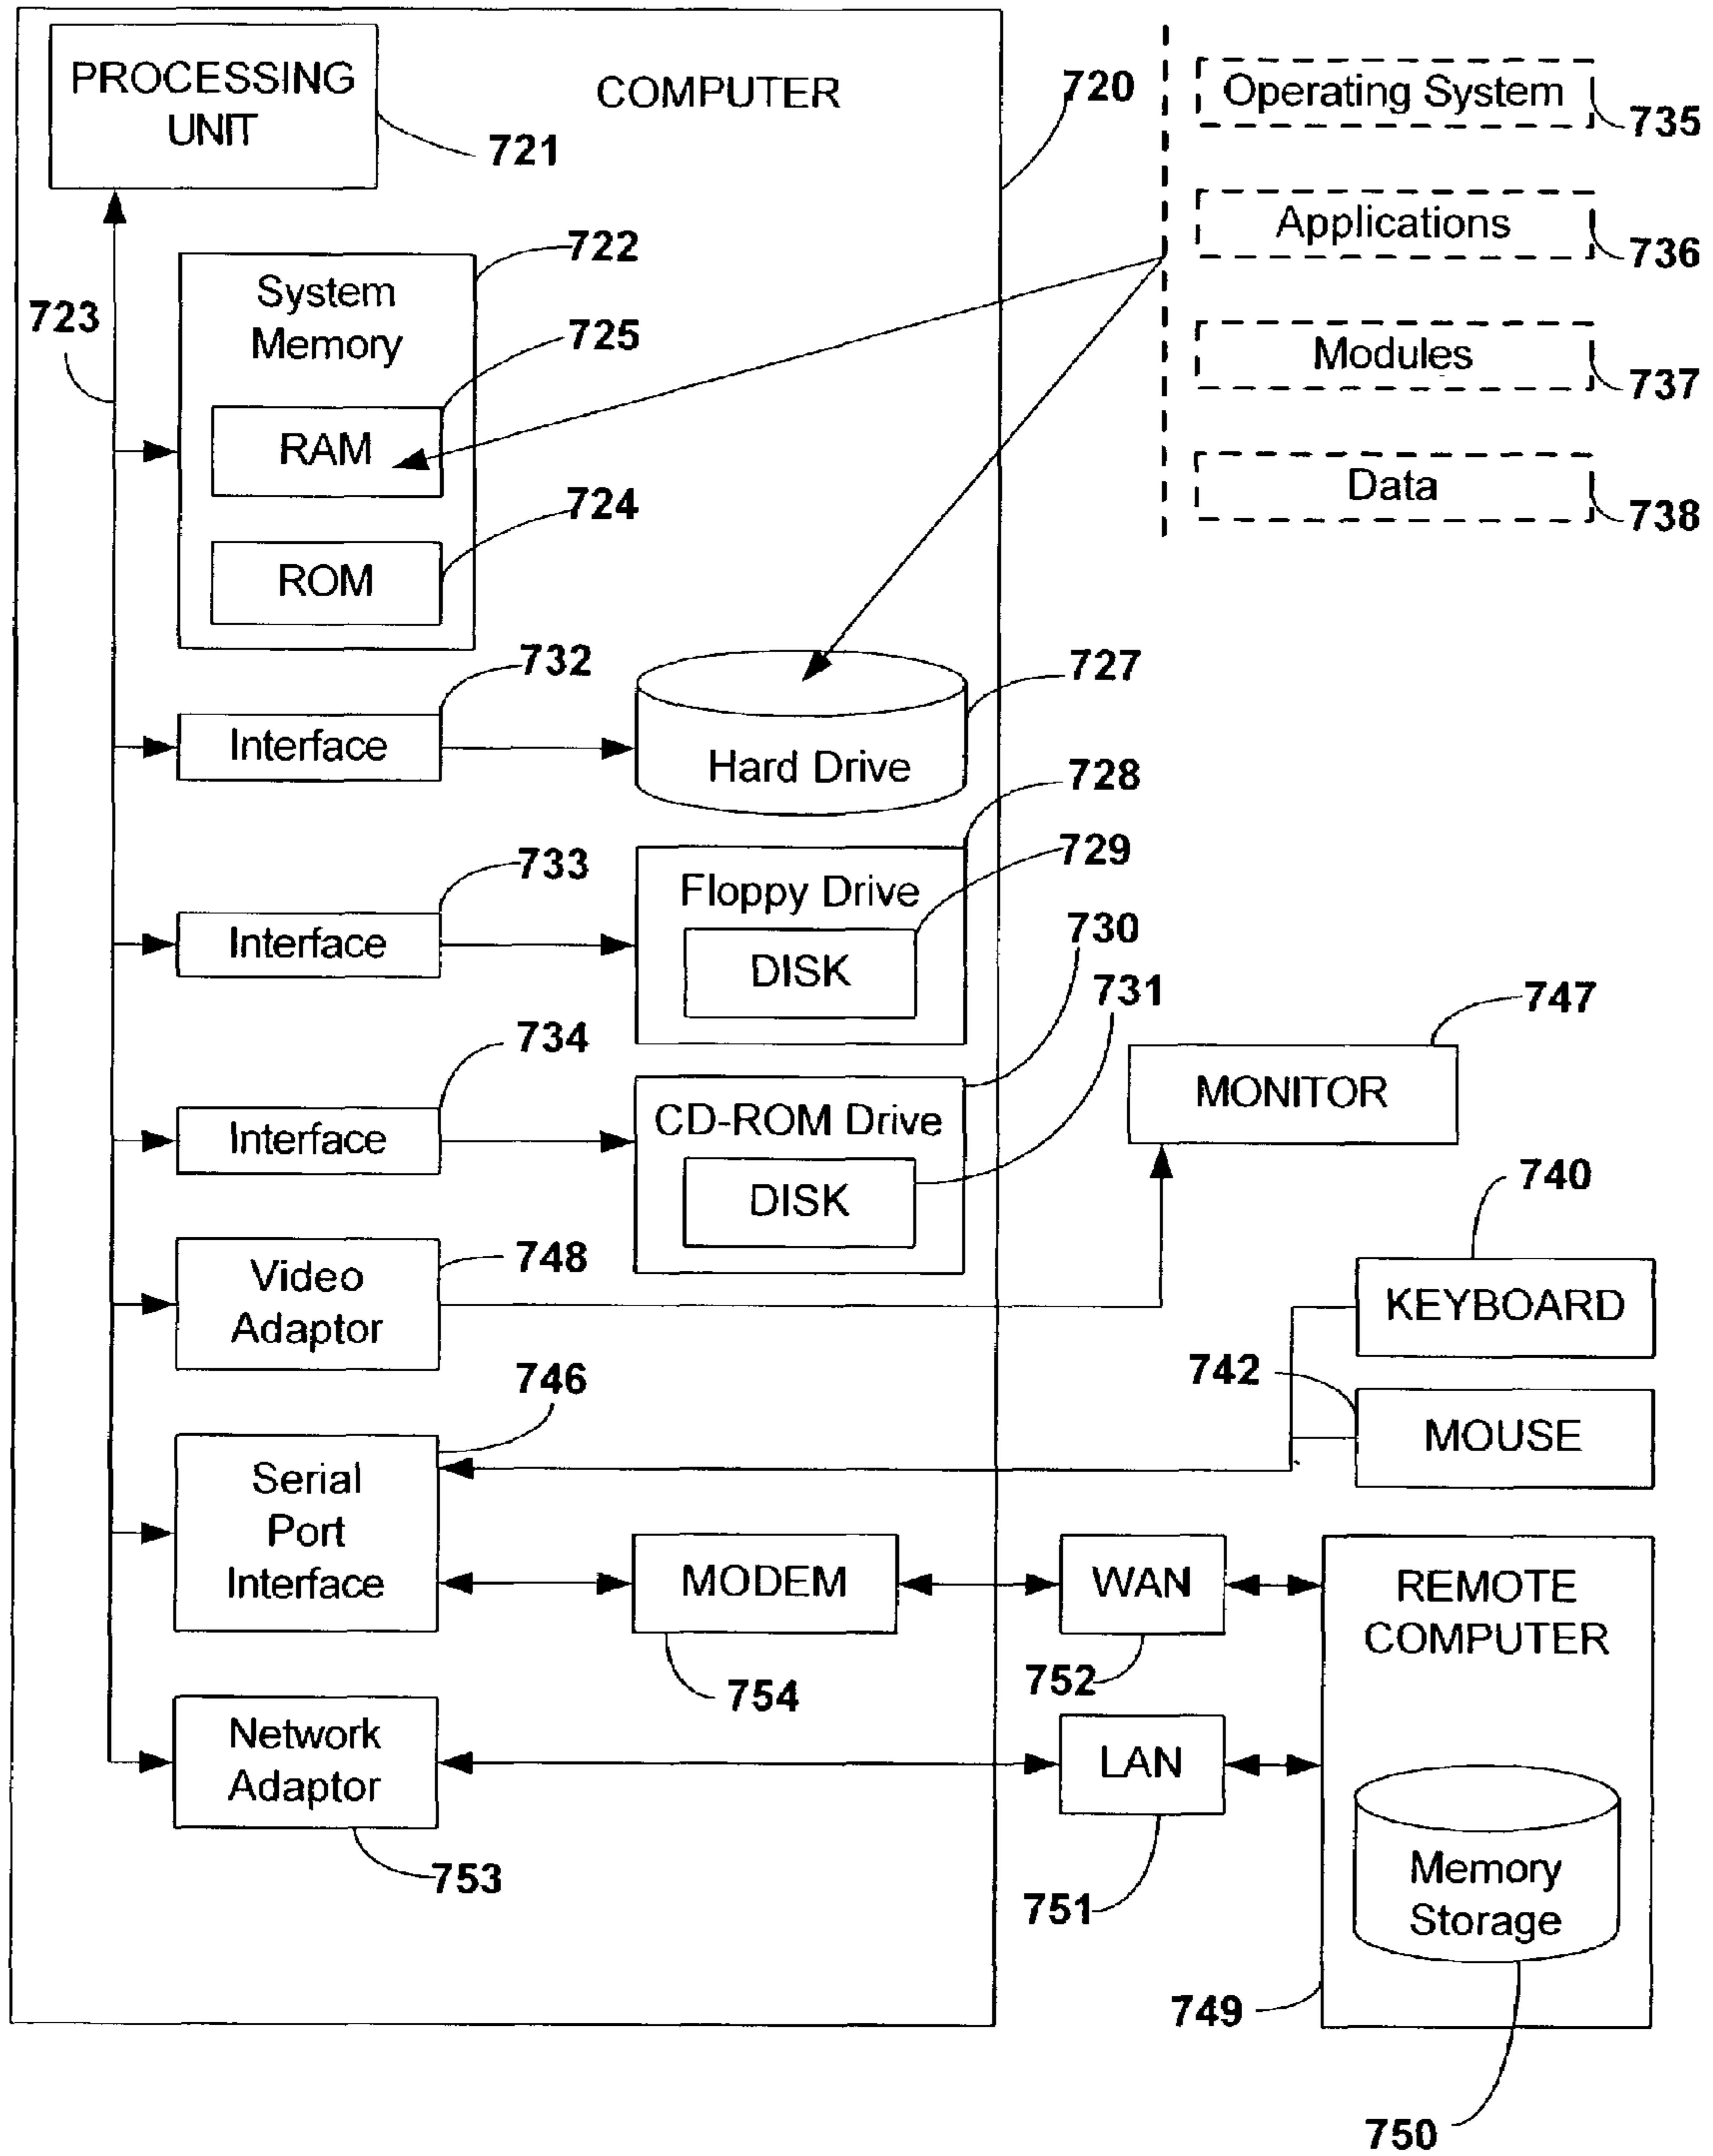 PROCESSING
UNIT
721
COMPUTER
720
Operating System
735
Applications
736
Modules
737
Data
738
723
System
Memory
722
725
RAM
724
ROM
732
Interface
727
Hard Drive
728
733
Interface
Floppy Drive
729
DISK
730
731
734
Interface
CD-ROM Drive
DISK
747
MONITOR
740
KEYBOARD
742
MOUSE
748
Video
Adaptor
746
Serial
Port
Interface
MODEM
754
WAN
752
REMOTE
COMPUTER
Network
Adaptor
753
LAN
751
Memory
Storage
749
750